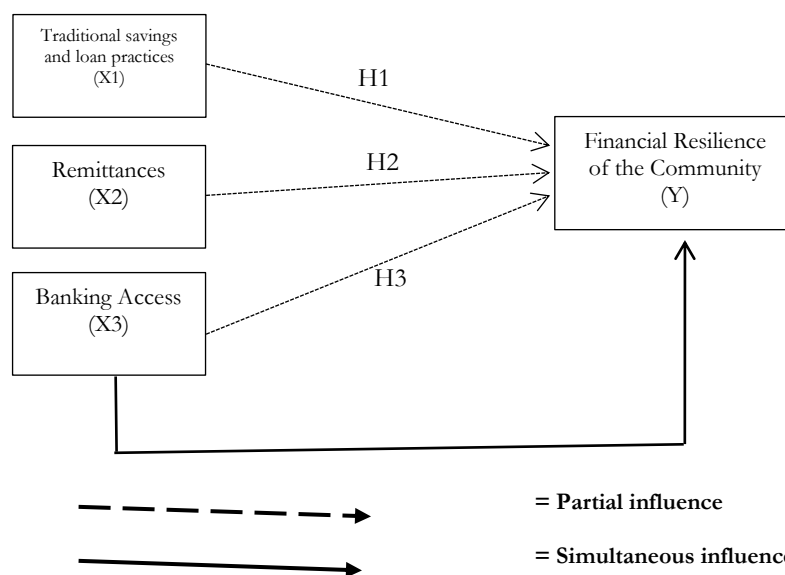 Traditional savings
and loan practices
(X1)
H1
Remittances
(X2)
H2
Financial Resilience
of the Community
(Y)
Banking Access
(X3)
H3
= Partial influence
= Simultaneous influence